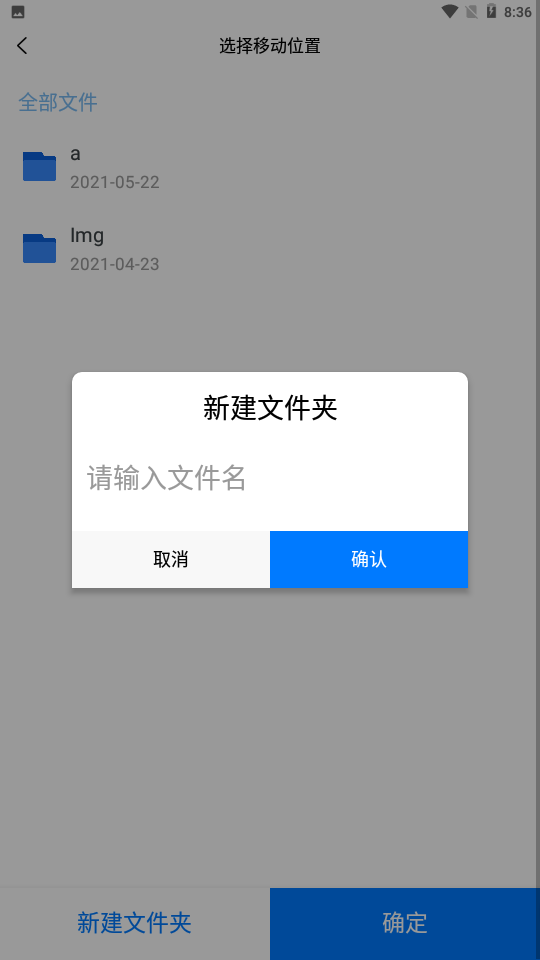 8:36
选择移动位置
全部文件
a
2021-05-22
Img
2021-04-23
新建文件夹
请输入文件名
取消
确认
新建文件夹
确定